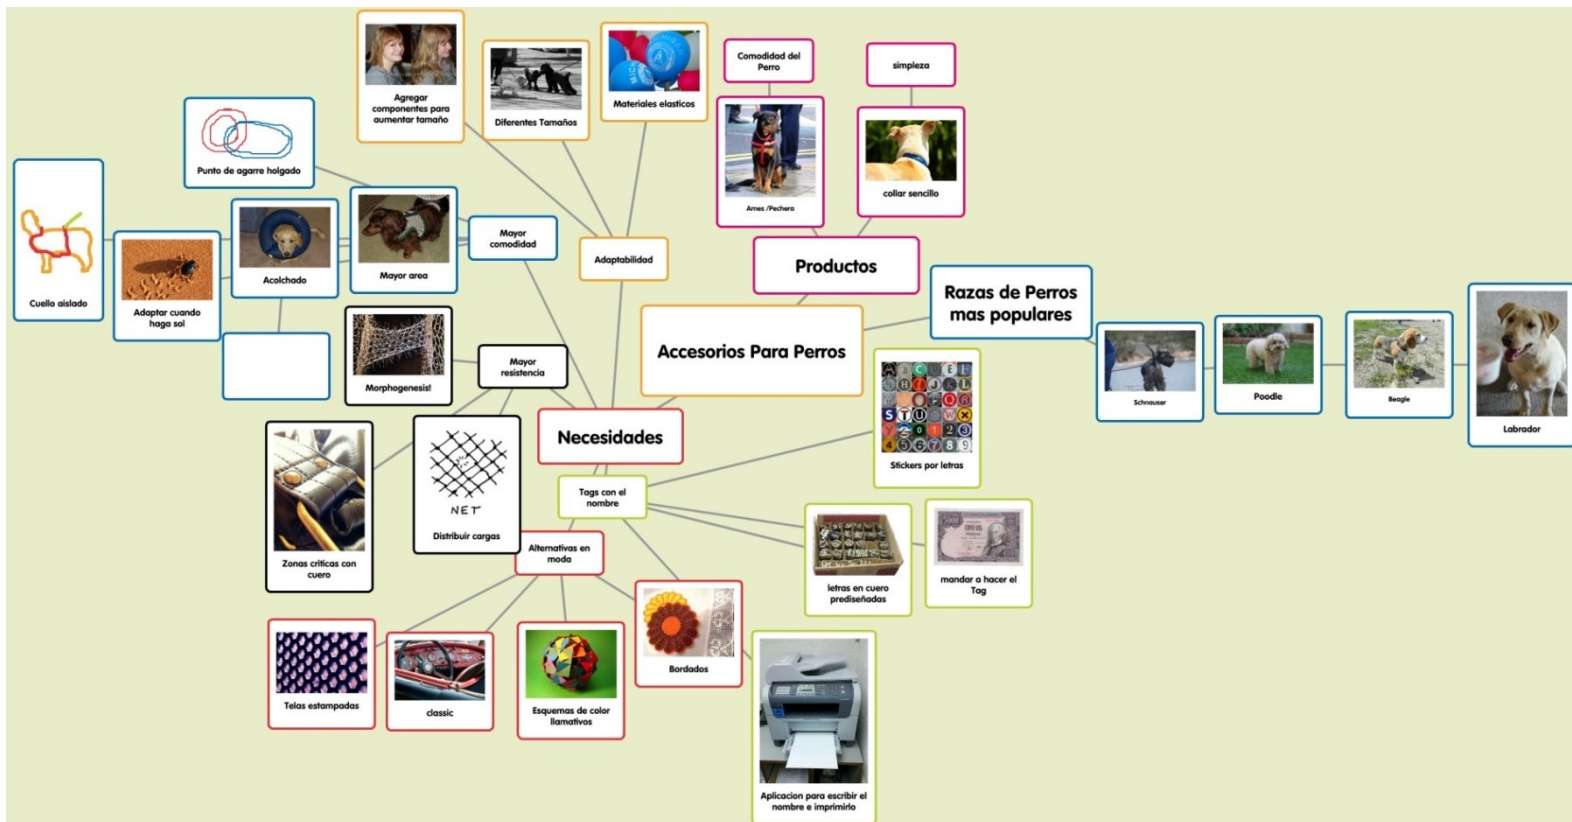 Agregar
componentes para
aumentar tamaño
Diferentes Tamaños
MICH
Materiales elasticos
Comodidad del
Perro
simpleza
Punto de agarre holgado
Arnes /Pechera
collar sencillo
Mayor
comodidad
Adaptabilidad
Productos
Cuello aislado
Adaptar cuando
haga sol
Acolchado
Mayor area
Razas de Perros
mas populares
Accesorios Para Perros
Morphogenesis!
Mayor
resistencia
Schnauser
Poodle
Beagle
Labrador
Necesidades
Stickers por letras
Tags con el
nombre
NET
Distribuir cargas
Zonas criticas con
cuero
Alternativas en
moda
letras en cuero
prediseñadas
mandar a hacer el
Tag
Telas estampadas
classic
Esquemas de color
llamativos
Bordados
Aplicacion para escribir el
nombre e imprimirlo